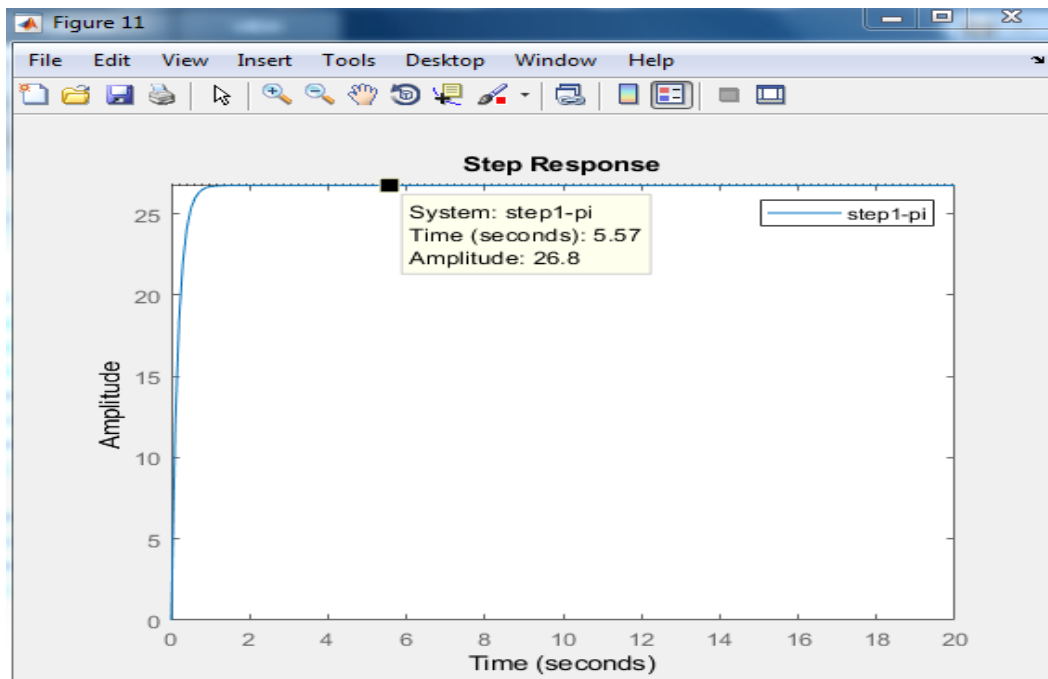 Figure 11
File Edit View Insert Tools Desktop Window Help
Step Response
System: step1-pi
Time (seconds): 5.57
Amplitude: 26.8
step1-pi
25
20
15
10
5
0
Amplitude
0 2 4 6 8 10 12 14 16 18 20
Time (seconds)